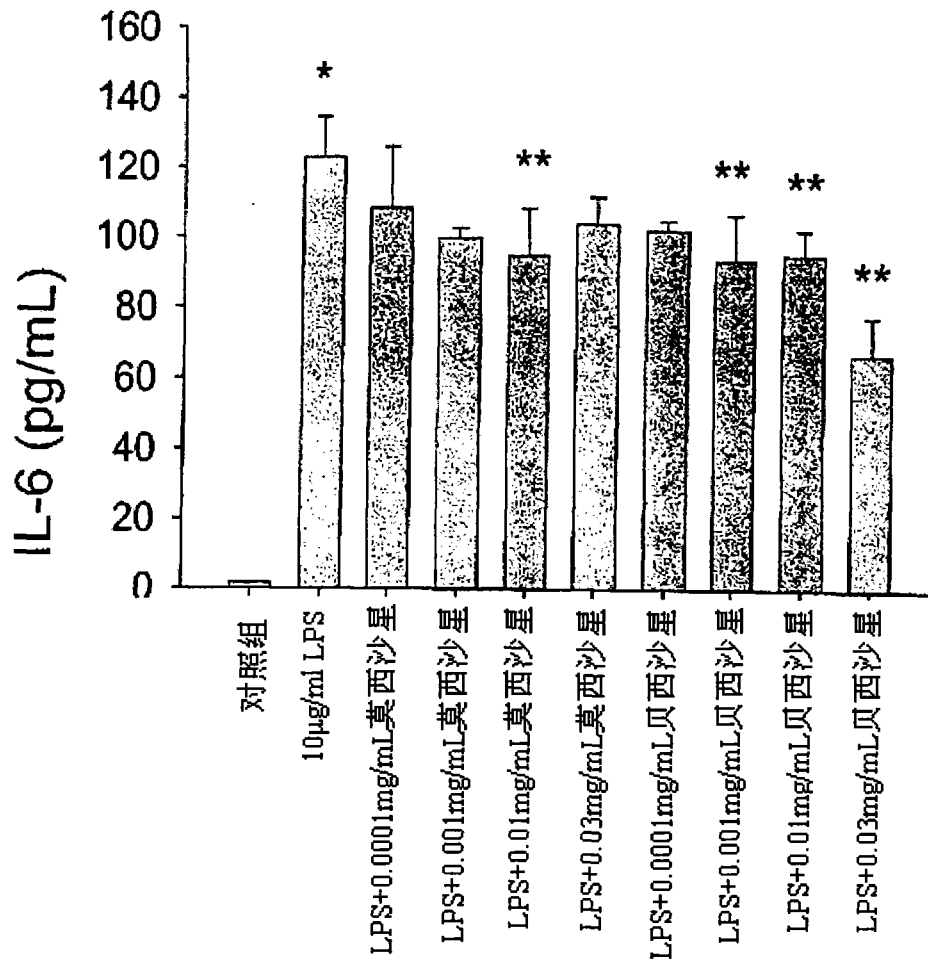 IL-6 (pg/mL)
160
140
120
100
80
60
40
20
0
*
**
**
**
**
对照组
10μg/ml LPS
LPS+0.0001mg/mL莫西沙星
LPS+0.001mg/mL莫西沙星
LPS+0.01mg/mL莫西沙星
LPS+0.03mg/mL莫西沙星
LPS+0.0001mg/mL贝西沙星
LPS+0.001mg/mL贝西沙星
LPS+0.01mg/mL贝西沙星
LPS+0.03mg/mL贝西沙星